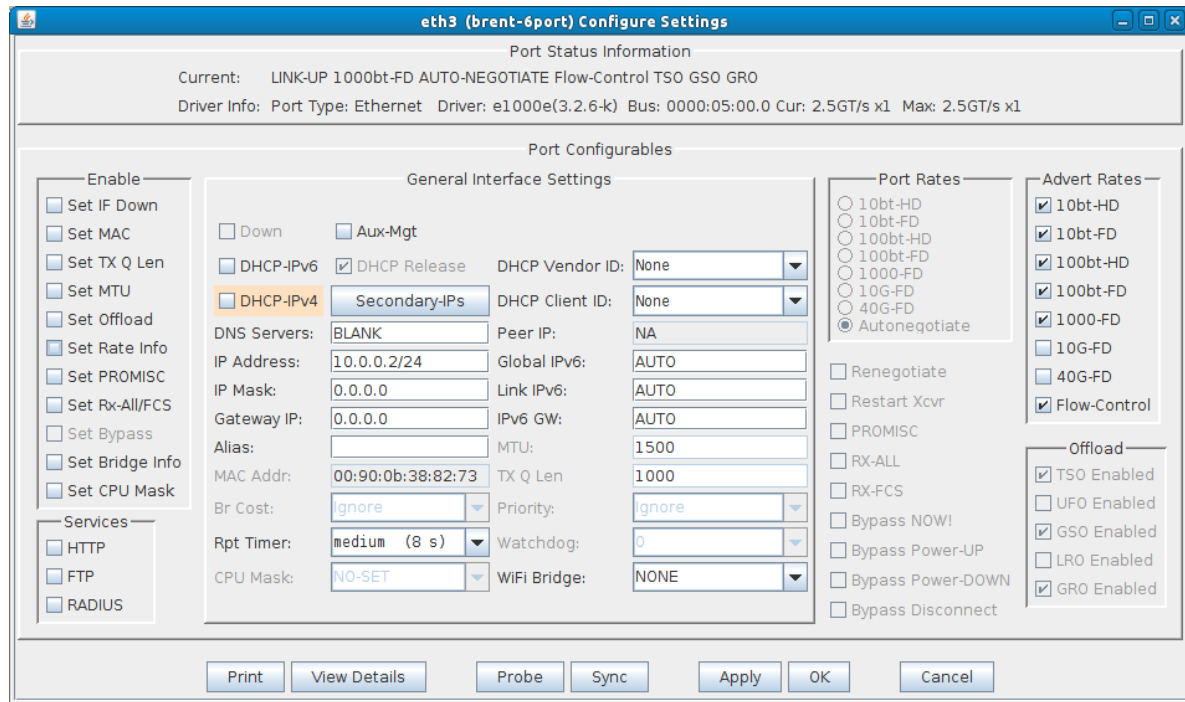 eth3 (brent-6port) Configure Settings
Port Status Information
Current: LINK-UP 1000bt-FD AUTO-NEGOTIATE Flow-Control TSO GSO GRO
Driver Info: Port Type: Ethernet Driver: e1000e(3.2.6-k) Bus: 0000:05:00.0 Cur: 2.5GT/s x1 Max: 2.5GT/s x1
Port Configurables
Enable
Set IF Down
Set MAC
Set TX Q Len
Set MTU
Set Offload
Set Rate Info
Set PROMISC
Set Rx-All/FCS
Set Bypass
Set Bridge Info
Set CPU Mask
Services
HTTP
FTP
RADIUS
General Interface Settings
Down Aux-Mgt
DHCP-IPv6 DHCP Release DHCP Vendor ID: None
DHCP-IPv4 Secondary-IPs DHCP Client ID: None
DNS Servers: BLANK Peer IP: NA
IP Address: 10.0.0.2/24 Global IPv6: AUTO
IP Mask: 0.0.0.0 Link IPv6: AUTO
Gateway IP: 0.0.0.0 IPv6 GW: AUTO
Alias: MTU: 1500
MAC Addr: 00:90:0b:38:82:73 TX Q Len 1000
Br Cost: Ignore Priority: Ignore
Rpt Timer: medium (8 s) Watchdog: 0
CPU Mask: NO-SET WiFi Bridge: NONE
Port Rates
10bt-HD
10bt-FD
100bt-HD
100bt-FD
1000-FD
10G-FD
40G-FD
Autonegotiate
Renegotiate
Restart Xcvr
PROMISC
RX-ALL
RX-FCS
Bypass NOW!
Bypass Power-UP
Bypass Power-DOWN
Bypass Disconnect
Advert Rates
10bt-HD
10bt-FD
100bt-HD
100bt-FD
1000-FD
10G-FD
40G-FD
Flow-Control
Offload
TSO Enabled
UFO Enabled
GSO Enabled
LRO Enabled
GRO Enabled
Print View Details Probe Sync Apply OK Cancel